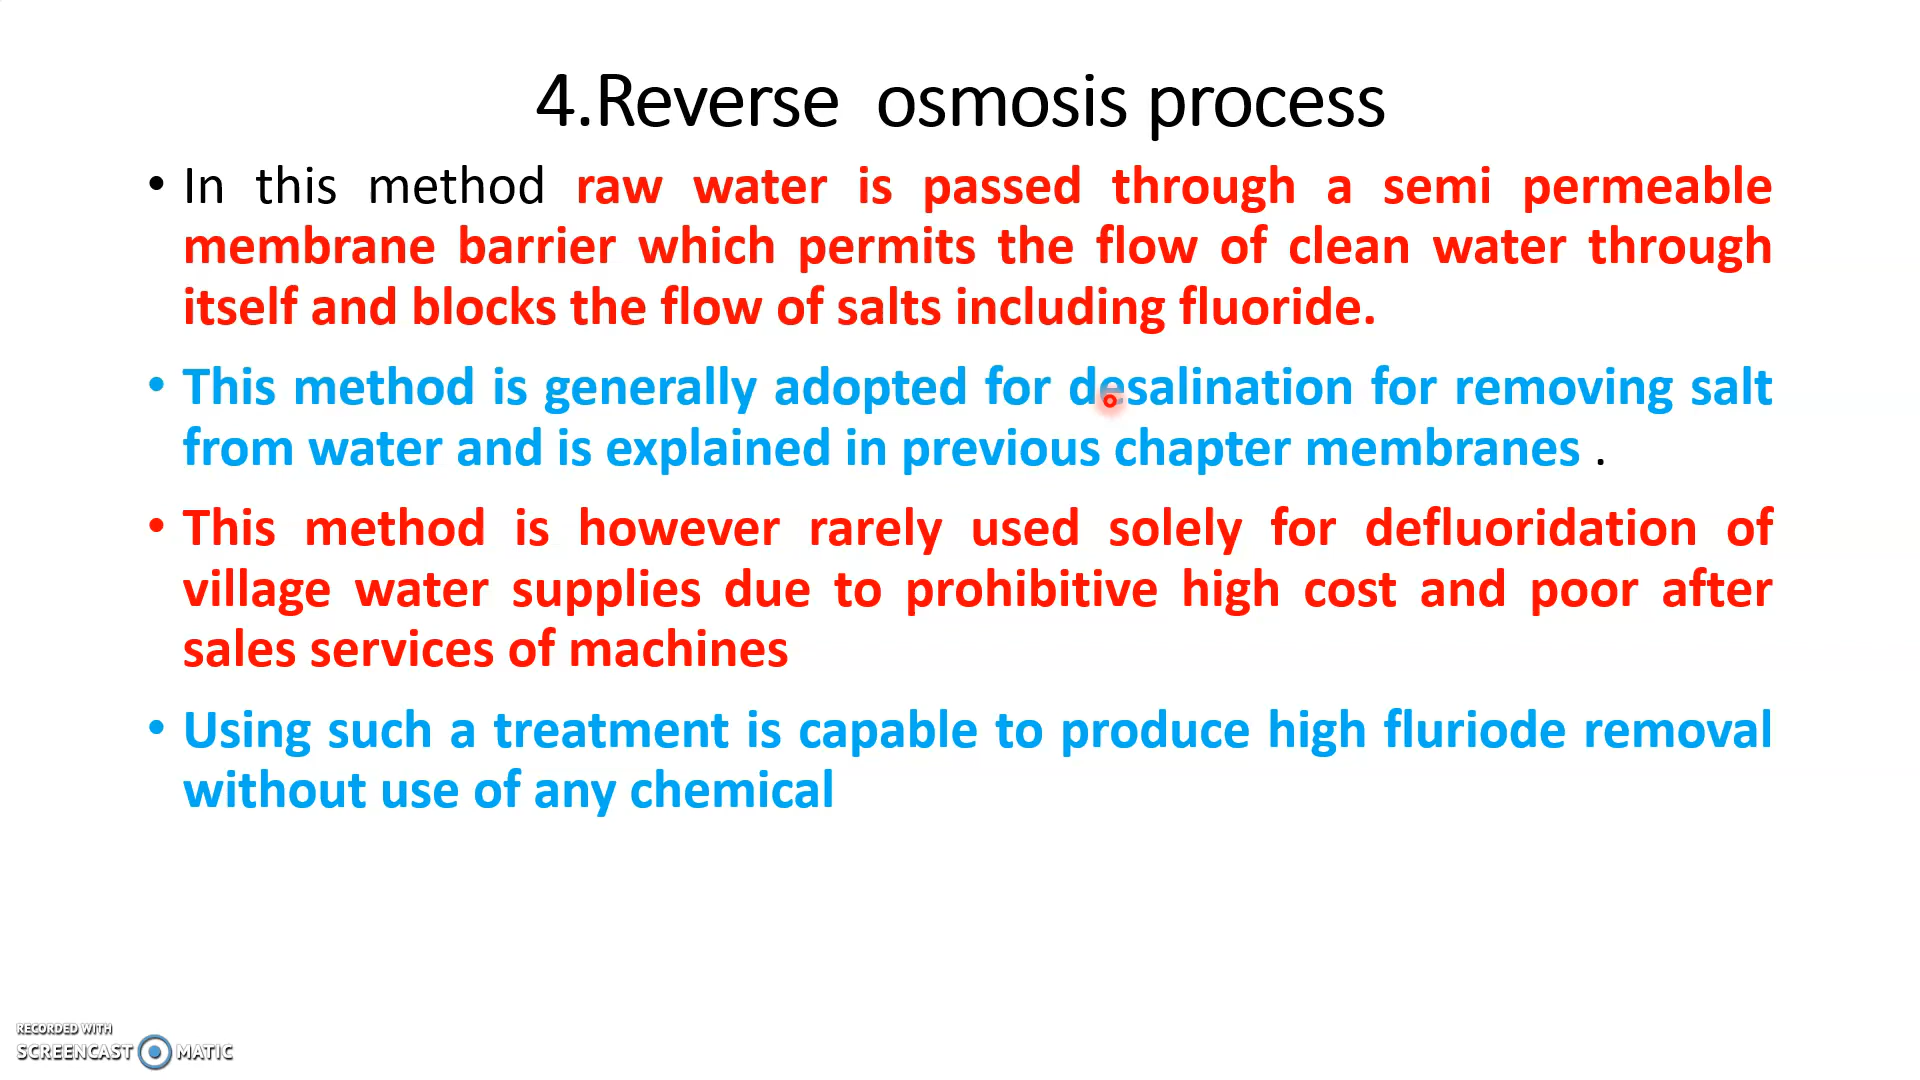 4.Reverse osmosis process
• In this method raw water is passed through a semi permeable
membrane barrier which permits the flow of clean water through
itself and blocks the flow of salts including fluoride.
• This method is generally adopted for desalination for removing salt
from water and is explained in previous chapter membranes .
• This method is however rarely used solely for defluoridation of
village water supplies due to prohibitive high cost and poor after
sales services of machines
• Using such a treatment is capable to produce high fluriode removal
without use of any chemical
RECORDED WITH
SCREENCAST MATIC